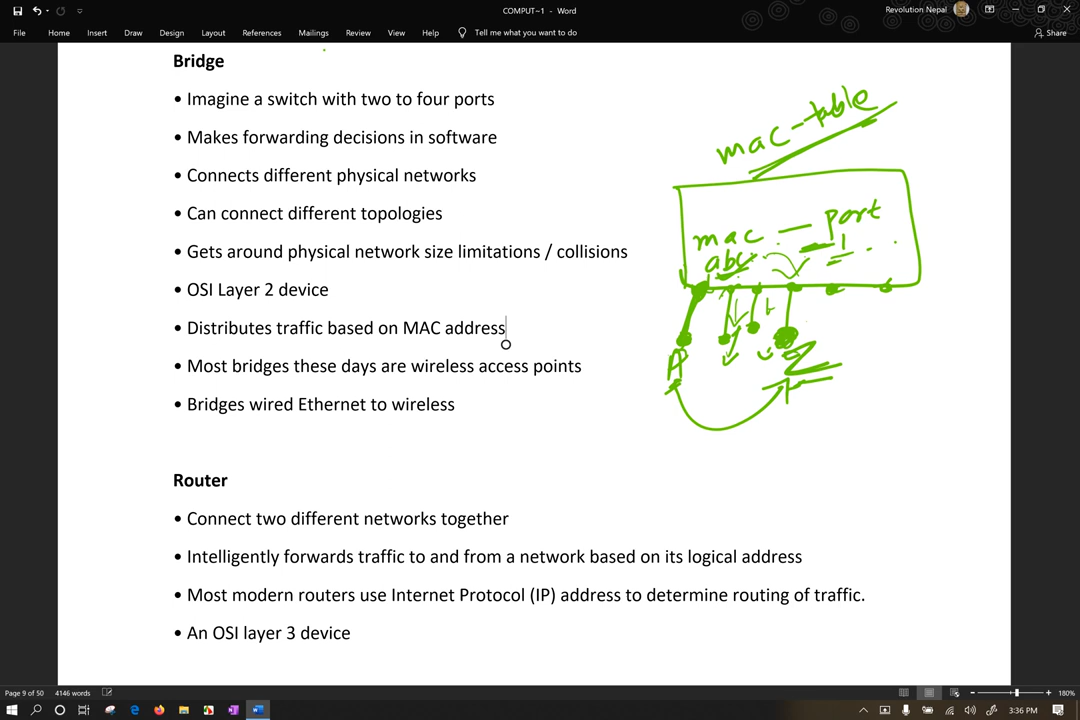 COMPUT~1 - Word
Revolution Nepal
File Home Insert Draw Design Layout References Mailings Review View Help Tell me what you want to do Share
Bridge
• Imagine a switch with two to four ports
• Makes forwarding decisions in software
• Connects different physical networks
• Can connect different topologies
• Gets around physical network size limitations / collisions
• OSI Layer 2 device
• Distributes traffic based on MAC address
• Most bridges these days are wireless access points
• Bridges wired Ethernet to wireless
mac-table
mac — port
abc 1
A
Router
• Connect two different networks together
• Intelligently forwards traffic to and from a network based on its logical address
• Most modern routers use Internet Protocol (IP) address to determine routing of traffic.
• An OSI layer 3 device
Page 9 of 50 4146 words 180%
3:36 PM